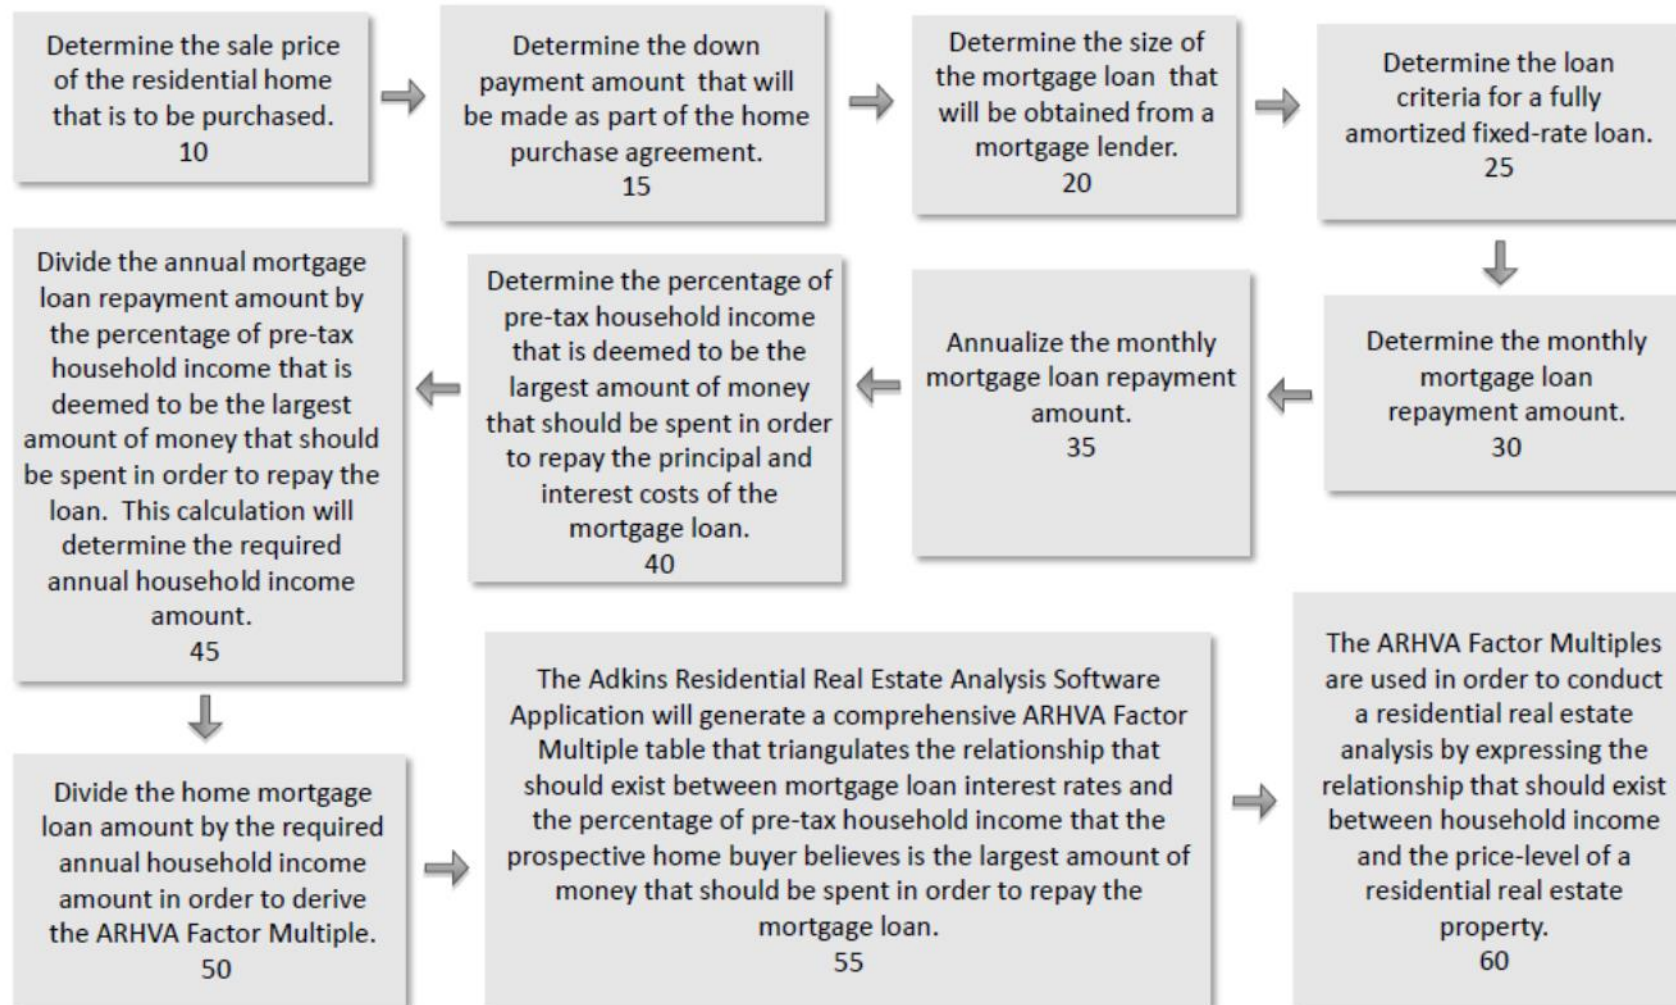 Determine the sale price
of the residential home
that is to be purchased.
10
Determine the down
payment amount that will
be made as part of the home
purchase agreement.
15
Determine the size of
the mortgage loan that
will be obtained from a
mortgage lender.
20
Determine the loan
criteria for a fully
amortized fixed-rate loan.
25
Determine the monthly
mortgage loan
repayment amount.
30
Annualize the monthly
mortgage loan repayment
amount.
35
Determine the percentage of
pre-tax household income
that is deemed to be the
largest amount of money
that should be spent in order
to repay the principal and
interest costs of the
mortgage loan.
40
Divide the annual mortgage
loan repayment amount by
the percentage of pre-tax
household income that is
deemed to be the largest
amount of money that should
be spent in order to repay the
loan. This calculation will
determine the required
annual household income
amount.
45
Divide the home mortgage
loan amount by the required
annual household income
amount in order to derive
the ARHVA Factor Multiple.
50
The Adkins Residential Real Estate Analysis Software
Application will generate a comprehensive ARHVA Factor
Multiple table that triangulates the relationship that
should exist between mortgage loan interest rates and
the percentage of pre-tax household income that the
prospective home buyer believes is the largest amount of
money that should be spent in order to repay the
mortgage loan.
55
The ARHVA Factor Multiples
are used in order to conduct
a residential real estate
analysis by expressing the
relationship that should exist
between household income
and the price-level of a
residential real estate
property.
60